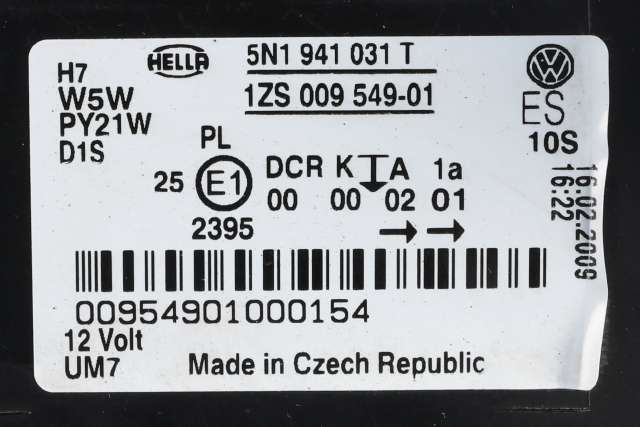 HELLA
5N1 941 031 T
1ZS 009 549-01
H7
W5W
PY21W
D1S
ES
10S
16.02.2009
16:22
PL
25 E1
2395
DCR K A 1a
00 00 02 01
00954901000154
12 Volt
UM7
Made in Czech Republic